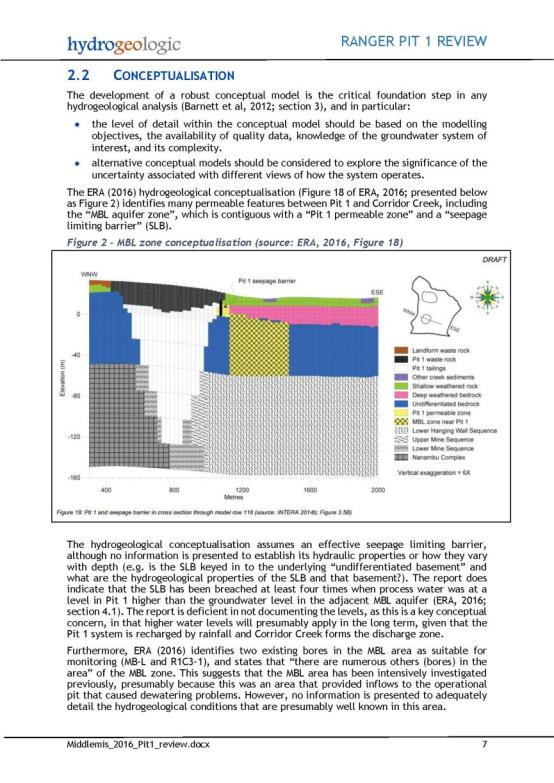 hydrogeologic
RANGER PIT 1 REVIEW
2.2 CONCEPTUALISATION
The development of a robust conceptual model is the critical foundation step in any
hydrogeological analysis (Barnett et al, 2012; section 3), and in particular:
• the level of detail within the conceptual model should be based on the modelling
objectives, the availability of quality data, knowledge of the groundwater system of
interest, and its complexity.
• alternative conceptual models should be considered to explore the significance of the
uncertainty associated with different views of how the system operates.
The ERA (2016) hydrogeological conceptualisation (Figure 18 of ERA, 2016; presented below
as Figure 2) identifies many permeable features between Pit 1 and Corridor Creek, including
the “MBL aquifer zone”, which is contiguous with a “Pit 1 permeable zone” and a “seepage
limiting barrier” (SLB).
Figure 2 - MBL zone conceptualisation (source: ERA, 2016, Figure 18)
DRAFT
WNW
Pit 1 seepage barrier
ESE
WNW
ESE
0
-40
-80
-120
-160
Elevation (m)
400
800
1200
1600
2000
Metres
Landform waste rock
Pit 1 waste rock
Pit 1 tailings
Other creek sediments
Shallow weathered rock
Deep weathered bedrock
Undifferentiated bedrock
Pit 1 permeable zone
MBL zone near Pit 1
Lower Hanging Wall Sequence
Upper Mine Sequence
Lower Mine Sequence
Nanambu Complex
Vertical exaggeration = 6X
Figure 18: Pit 1 and seepage barrier in cross section through model row 116 (source: INTERA 2014b; Figure 3.5B)
The hydrogeological conceptualisation assumes an effective seepage limiting barrier,
although no information is presented to establish its hydraulic properties or how they vary
with depth (e.g. is the SLB keyed in to the underlying “undifferentiated basement” and
what are the hydrogeological properties of the SLB and that basement?). The report does
indicate that the SLB has been breached at least four times when process water was at a
level in Pit 1 higher than the groundwater level in the adjacent MBL aquifer (ERA, 2016;
section 4.1). The report is deficient in not documenting the levels, as this is a key conceptual
concern, in that higher water levels will presumably apply in the long term, given that the
Pit 1 system is recharged by rainfall and Corridor Creek forms the discharge zone.
Furthermore, ERA (2016) identifies two existing bores in the MBL area as suitable for
monitoring (MB-L and R1C3-1), and states that “there are numerous others (bores) in the
area” of the MBL zone. This suggests that the MBL area has been intensively investigated
previously, presumably because this was an area that provided inflows to the operational
pit that caused dewatering problems. However, no information is presented to adequately
detail the hydrogeological conditions that are presumably well known in this area.
Middlemis_2016_Pit1_review.docx
7